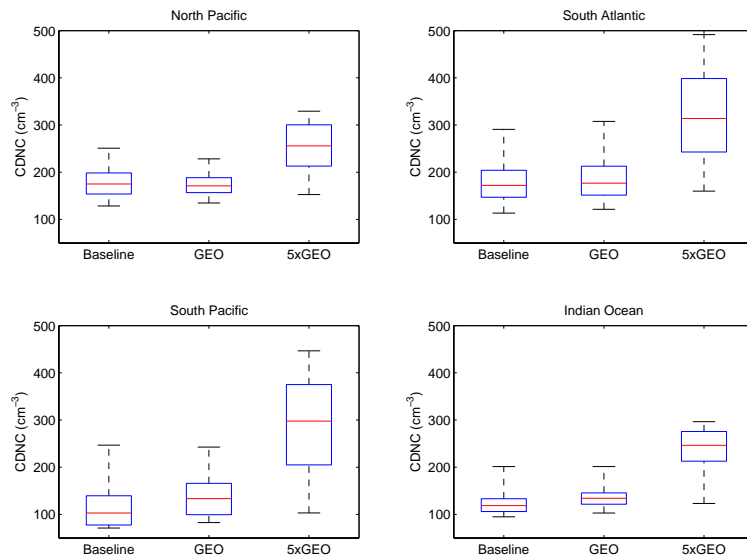 North Pacific
500
400
300
200
100
CDNC (cm⁻³)
Baseline GEO 5xGEO
South Atlantic
500
400
300
200
100
CDNC (cm⁻³)
Baseline GEO 5xGEO
South Pacific
500
400
300
200
100
CDNC (cm⁻³)
Baseline GEO 5xGEO
Indian Ocean
500
400
300
200
100
CDNC (cm⁻³)
Baseline GEO 5xGEO